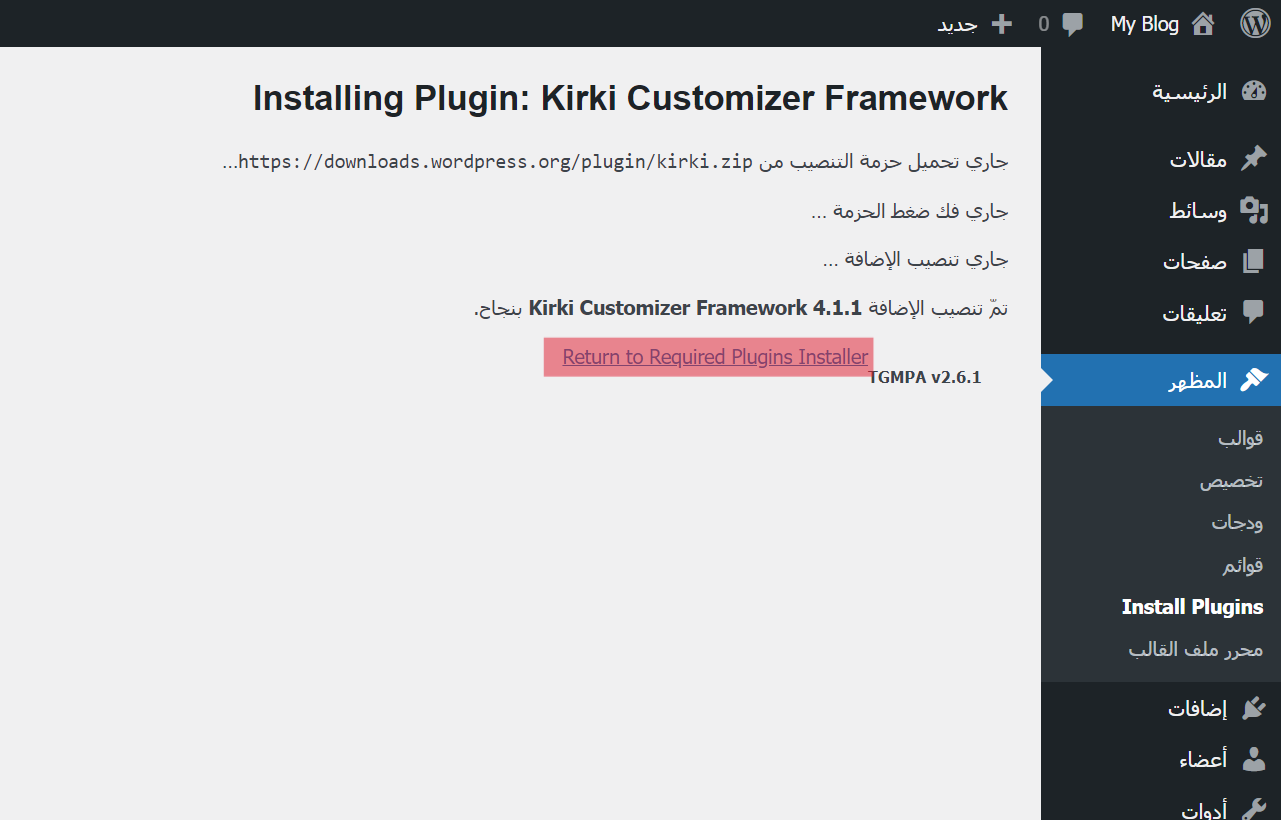 My Blog
0
جديد
الرئيسية
مقالات
وسائط
صفحات
تعليقات
المظهر
قوالب
تخصيص
ودجات
قوائم
Install Plugins
محرر ملف القالب
إضافات
أعضاء
أدوات
Installing Plugin: Kirki Customizer Framework
جاري تحميل حزمة التنصيب من https://downloads.wordpress.org/plugin/kirki.zip…
جاري فك ضغط الحزمة …
جاري تنصيب الإضافة …
تمّ تنصيب الإضافة Kirki Customizer Framework 4.1.1 بنجاح.
Return to Required Plugins Installer
TGMPA v2.6.1